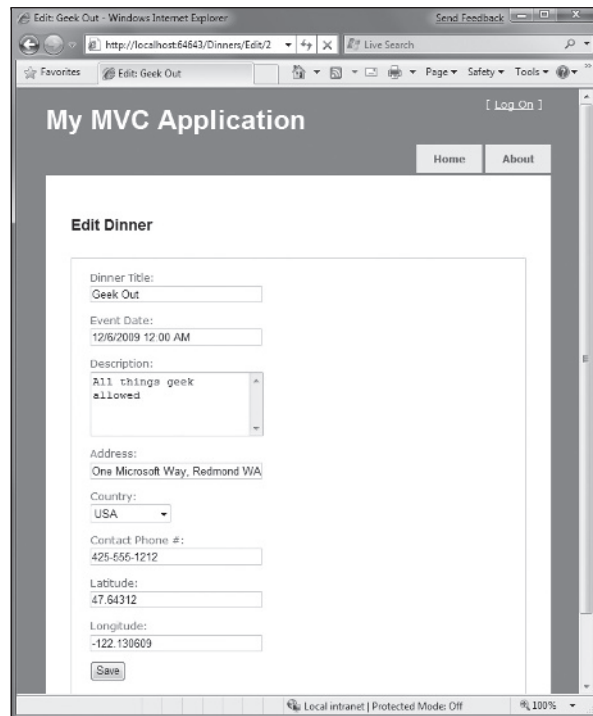 Edit: Geek Out - Windows Internet Explorer
Send Feedback
http://localhost:64643/Dinners/Edit/2
Live Search
Favorites
Edit: Geek Out
Page
Safety
Tools
[ Log On ]
My MVC Application
Home
About
Edit Dinner
Dinner Title:
Geek Out
Event Date:
12/6/2009 12:00 AM
Description:
All things geek
allowed
Address:
One Microsoft Way, Redmond WA
Country:
USA
Contact Phone #:
425-555-1212
Latitude:
47.64312
Longitude:
-122.130609
Save
Local intranet | Protected Mode: Off
100%